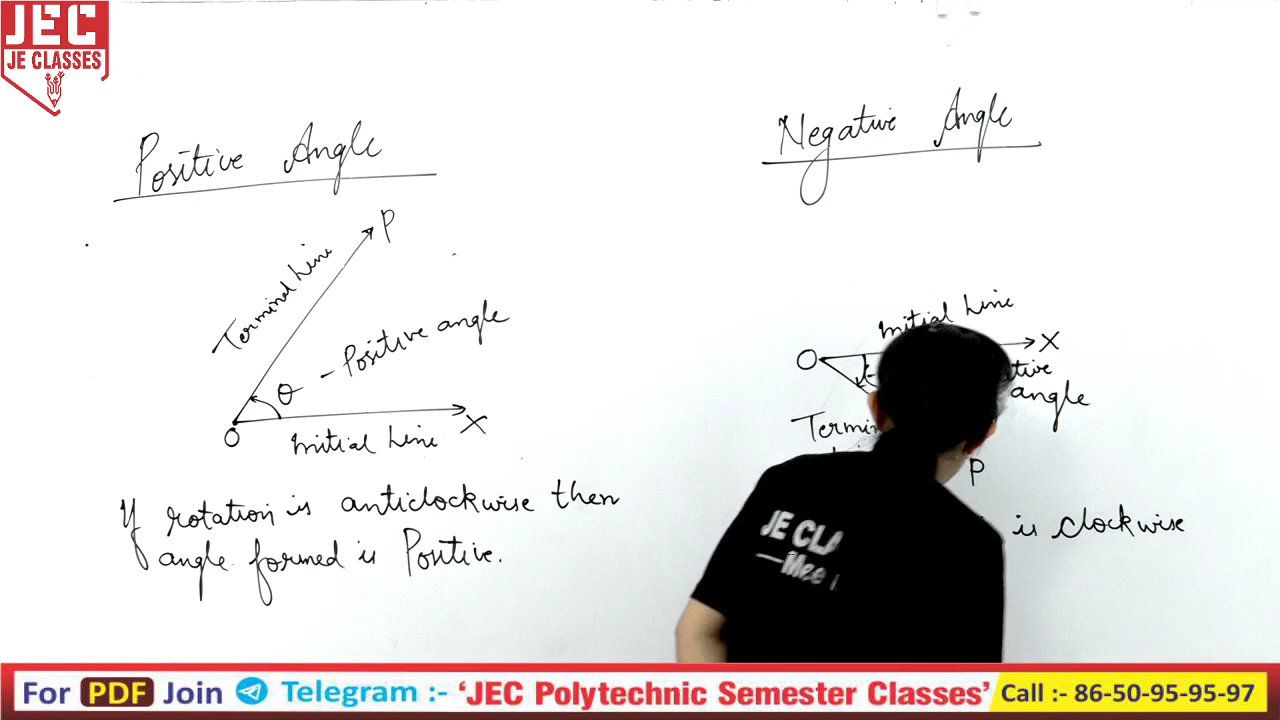 JEC
JE CLASSES
Positive Angle
P
Terminal Line
θ - Positive angle
O
Initial Line
X
If rotation is anticlockwise then
angle formed is Positive.
Negative Angle
Initial Line
O
X
angle
P
is clockwise
JE CLA
For PDF Join Telegram :- 'JEC Polytechnic Semester Classes' Call :- 86-50-95-95-97